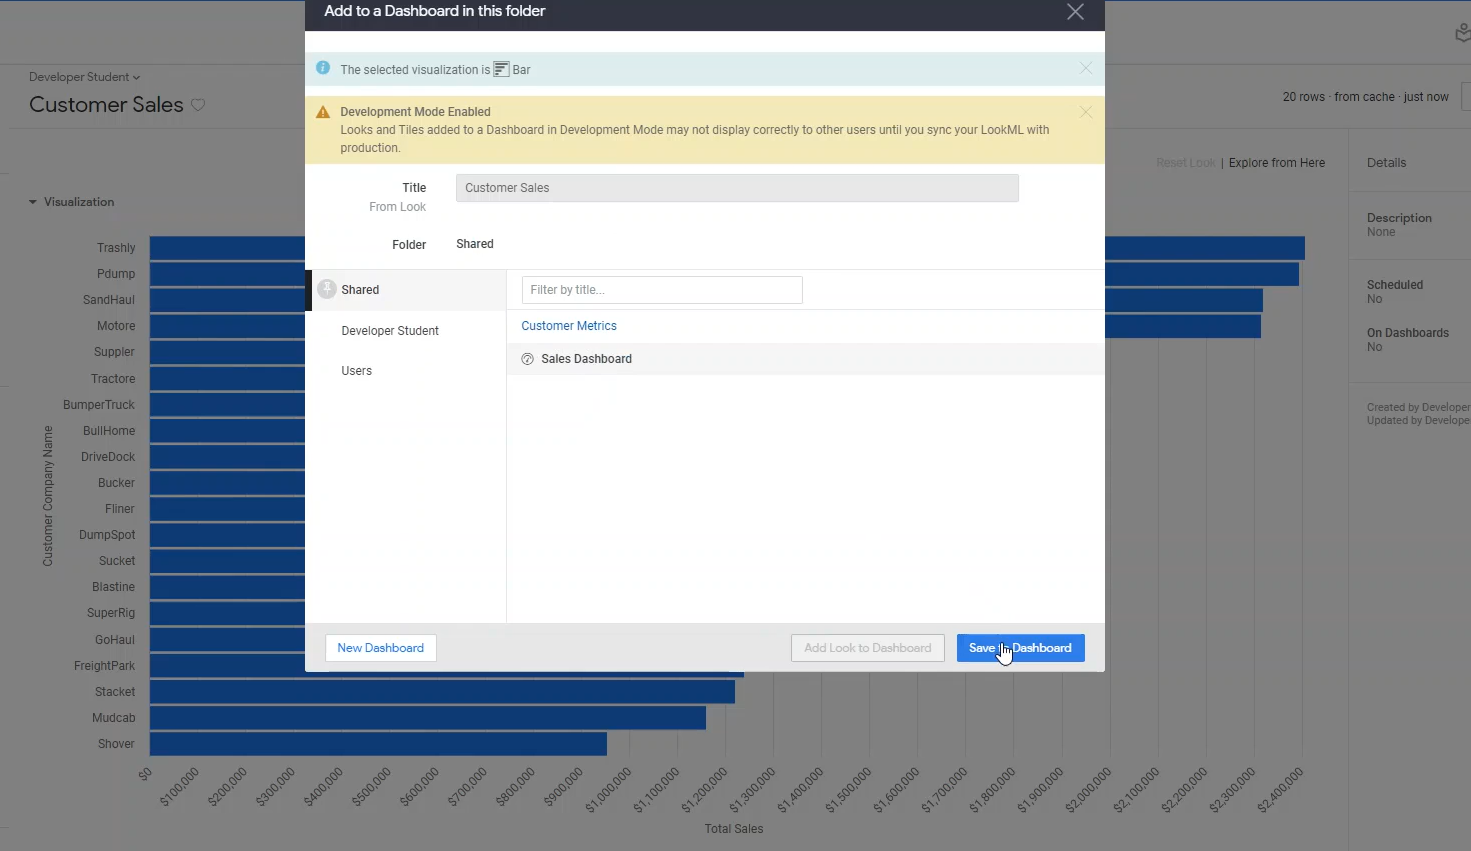 Add to a Dashboard in this folder
The selected visualization is Bar
Development Mode Enabled
Looks and Tiles added to a Dashboard in Development Mode may not display correctly to other users until you sync your LookML with
production.
Title
From Look
Customer Sales
Folder
Shared
Shared
Developer Student
Users
Filter by title...
Customer Metrics
Sales Dashboard
New Dashboard
Add Look to Dashboard
Save Dashboard
Developer Student
Customer Sales
20 rows · from cache · just now
Reset Look | Explore from Here
Details
Description
None
Scheduled
No
On Dashboards
No
Created by Developer
Updated by Develope
Visualization
Customer Company Name
Trashly
Pdump
SandHaul
Motore
Suppler
Tractore
BumperTruck
BullHome
DriveDock
Bucker
Fliner
DumpSpot
Sucket
Blastine
SuperRig
GoHaul
FreightPark
Stacket
Mudcab
Shover
$0
$100,000
$200,000
$300,000
$400,000
$500,000
$600,000
$700,000
$800,000
$900,000
$1,000,000
$1,100,000
$1,200,000
$1,300,000
$1,400,000
$1,500,000
$1,600,000
$1,700,000
$1,800,000
$1,900,000
$2,000,000
$2,100,000
$2,200,000
$2,300,000
$2,400,000
Total Sales